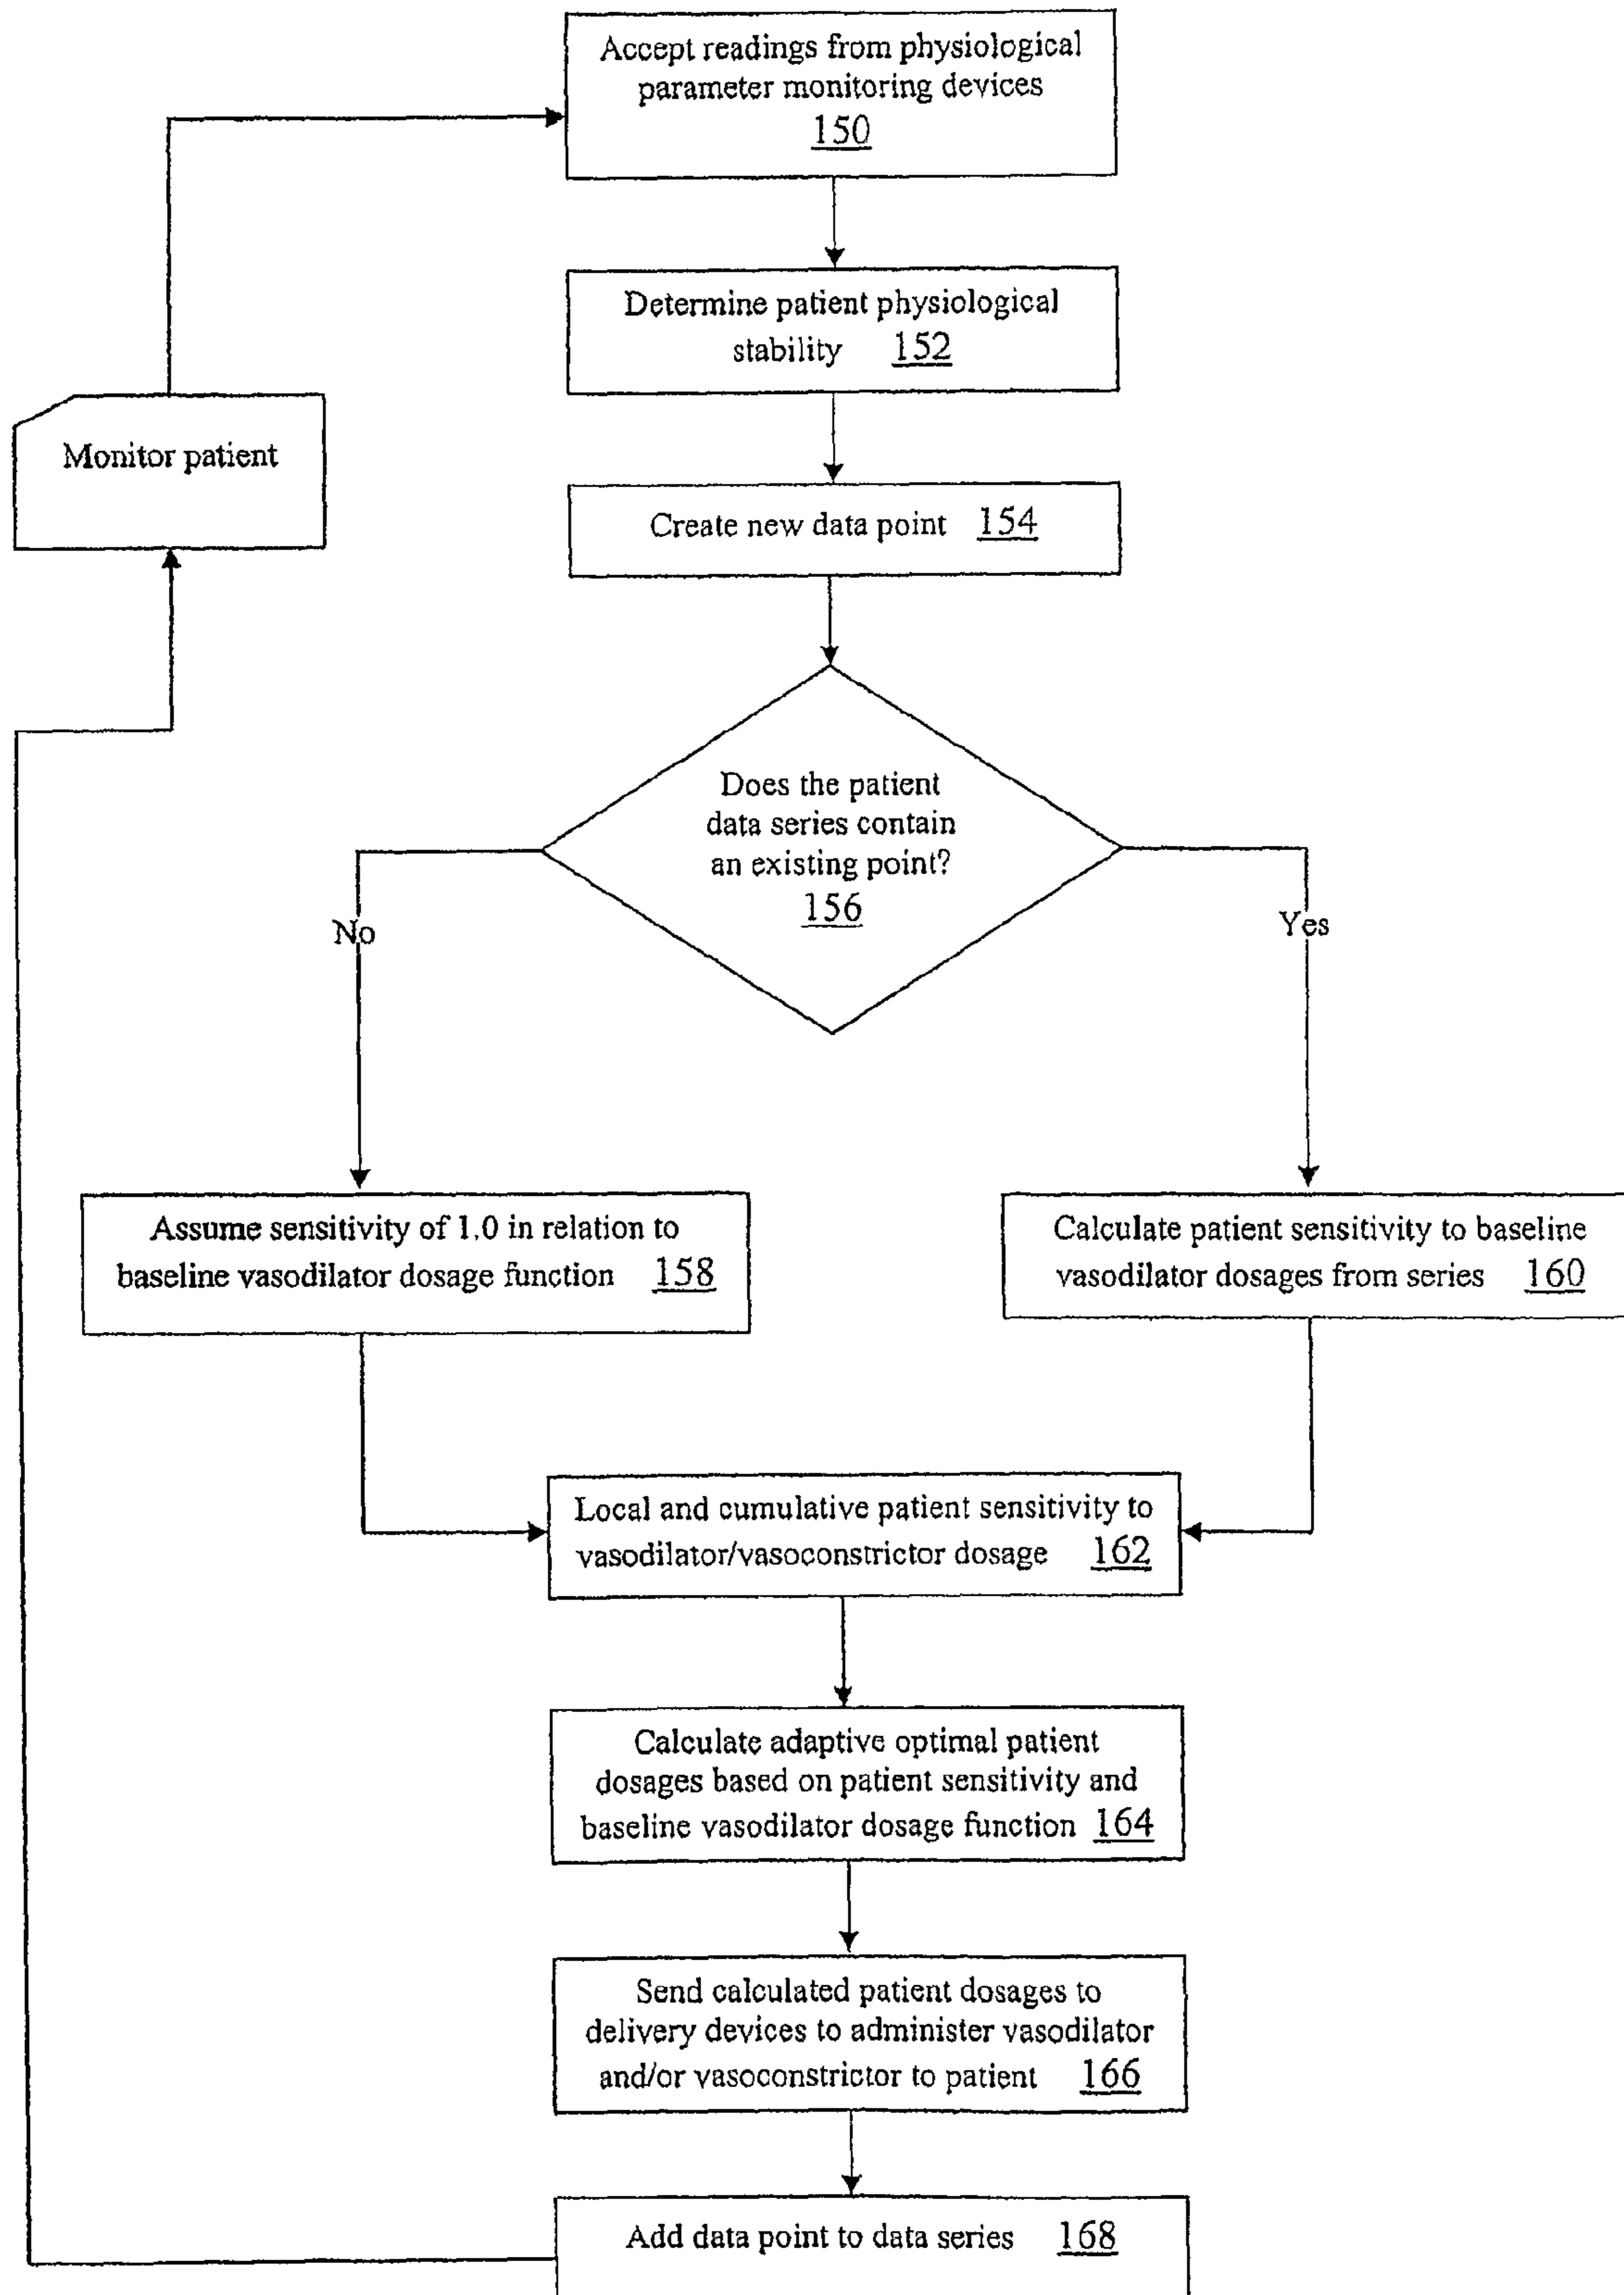 Accept readings from physiological
parameter monitoring devices
150
Determine patient physiological
stability 152
Monitor patient
Create new data point 154
Does the patient
data series contain
an existing point?
156
No
Yes
Assume sensitivity of 1.0 in relation to
baseline vasodilator dosage function 158
Calculate patient sensitivity to baseline
vasodilator dosages from series 160
Local and cumulative patient sensitivity to
vasodilator/vasoconstrictor dosage 162
Calculate adaptive optimal patient
dosages based on patient sensitivity and
baseline vasodilator dosage function 164
Send calculated patient dosages to
delivery devices to administer vasodilator
and/or vasoconstrictor to patient 166
Add data point to data series 168